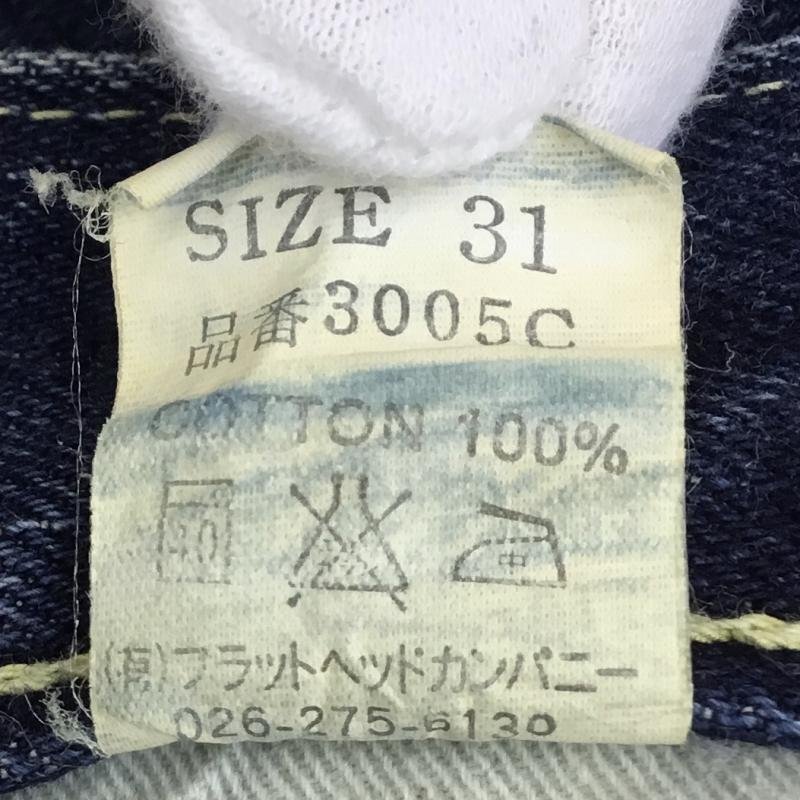 SIZE 31
品番3005C
COTTON 100%
40
中
(有)フラットヘッドカンパニー
026-275-6130